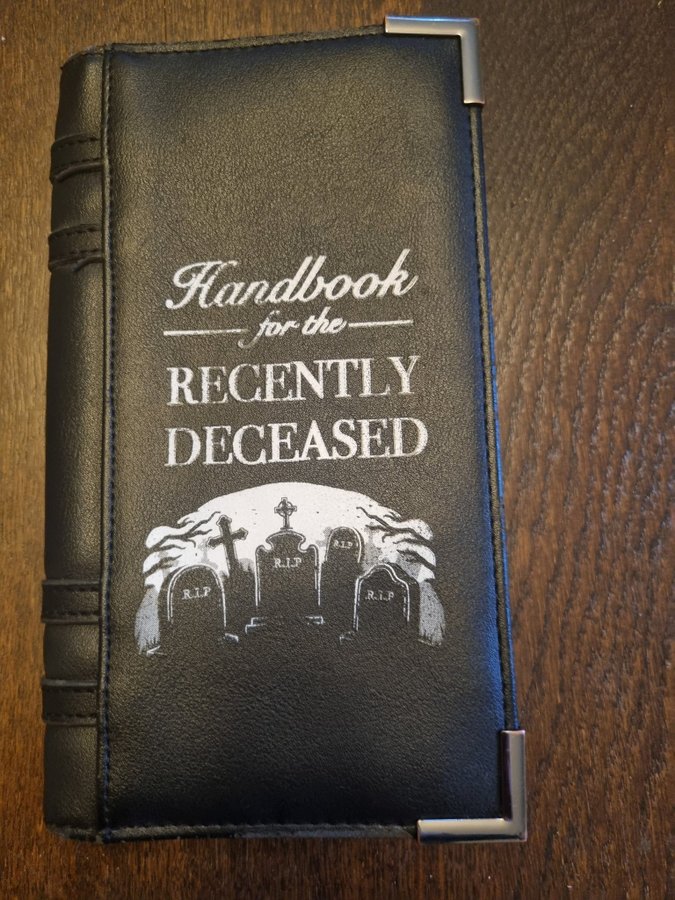 Handbook
for the
RECENTLY
DECEASED
R.I.P
R.I.P
R.I.P
R.I.P